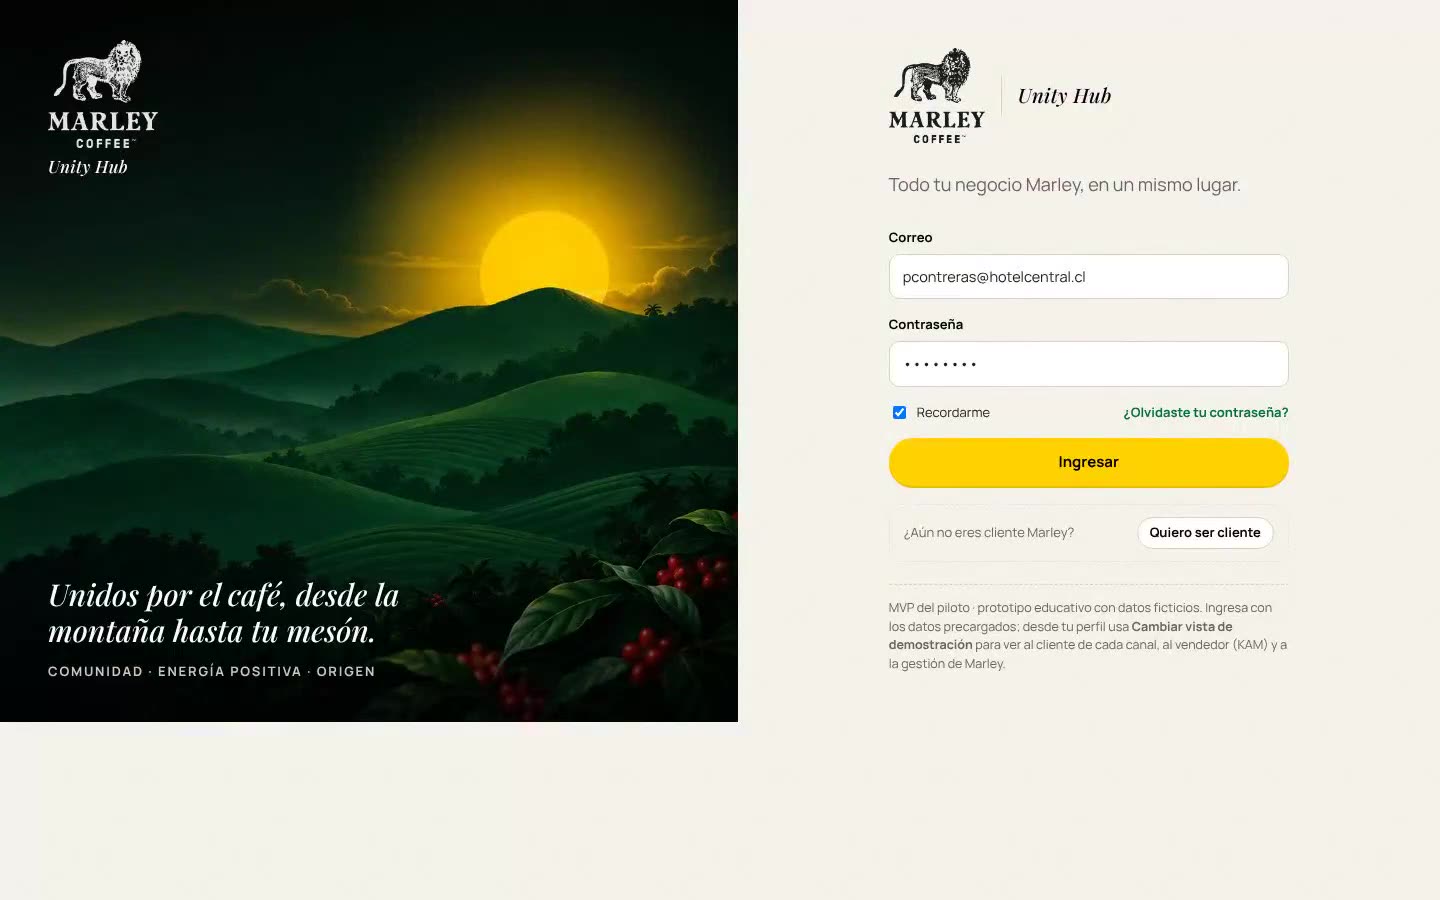 MARLEY
COFFEE™
Unity Hub
Unidos por el café, desde la
montaña hasta tu mesón.
COMUNIDAD · ENERGÍA POSITIVA · ORIGEN
MARLEY
COFFEE™
Unity Hub
Todo tu negocio Marley, en un mismo lugar.
Correo
pcontreras@hotelcentral.cl
Contraseña
••••••••
Recordarme
¿Olvidaste tu contraseña?
Ingresar
¿Aún no eres cliente Marley?
Quiero ser cliente
MVP del piloto · prototipo educativo con datos ficticios. Ingresa con
los datos precargados; desde tu perfil usa Cambiar vista de
demostración para ver al cliente de cada canal, al vendedor (KAM) y a
la gestión de Marley.